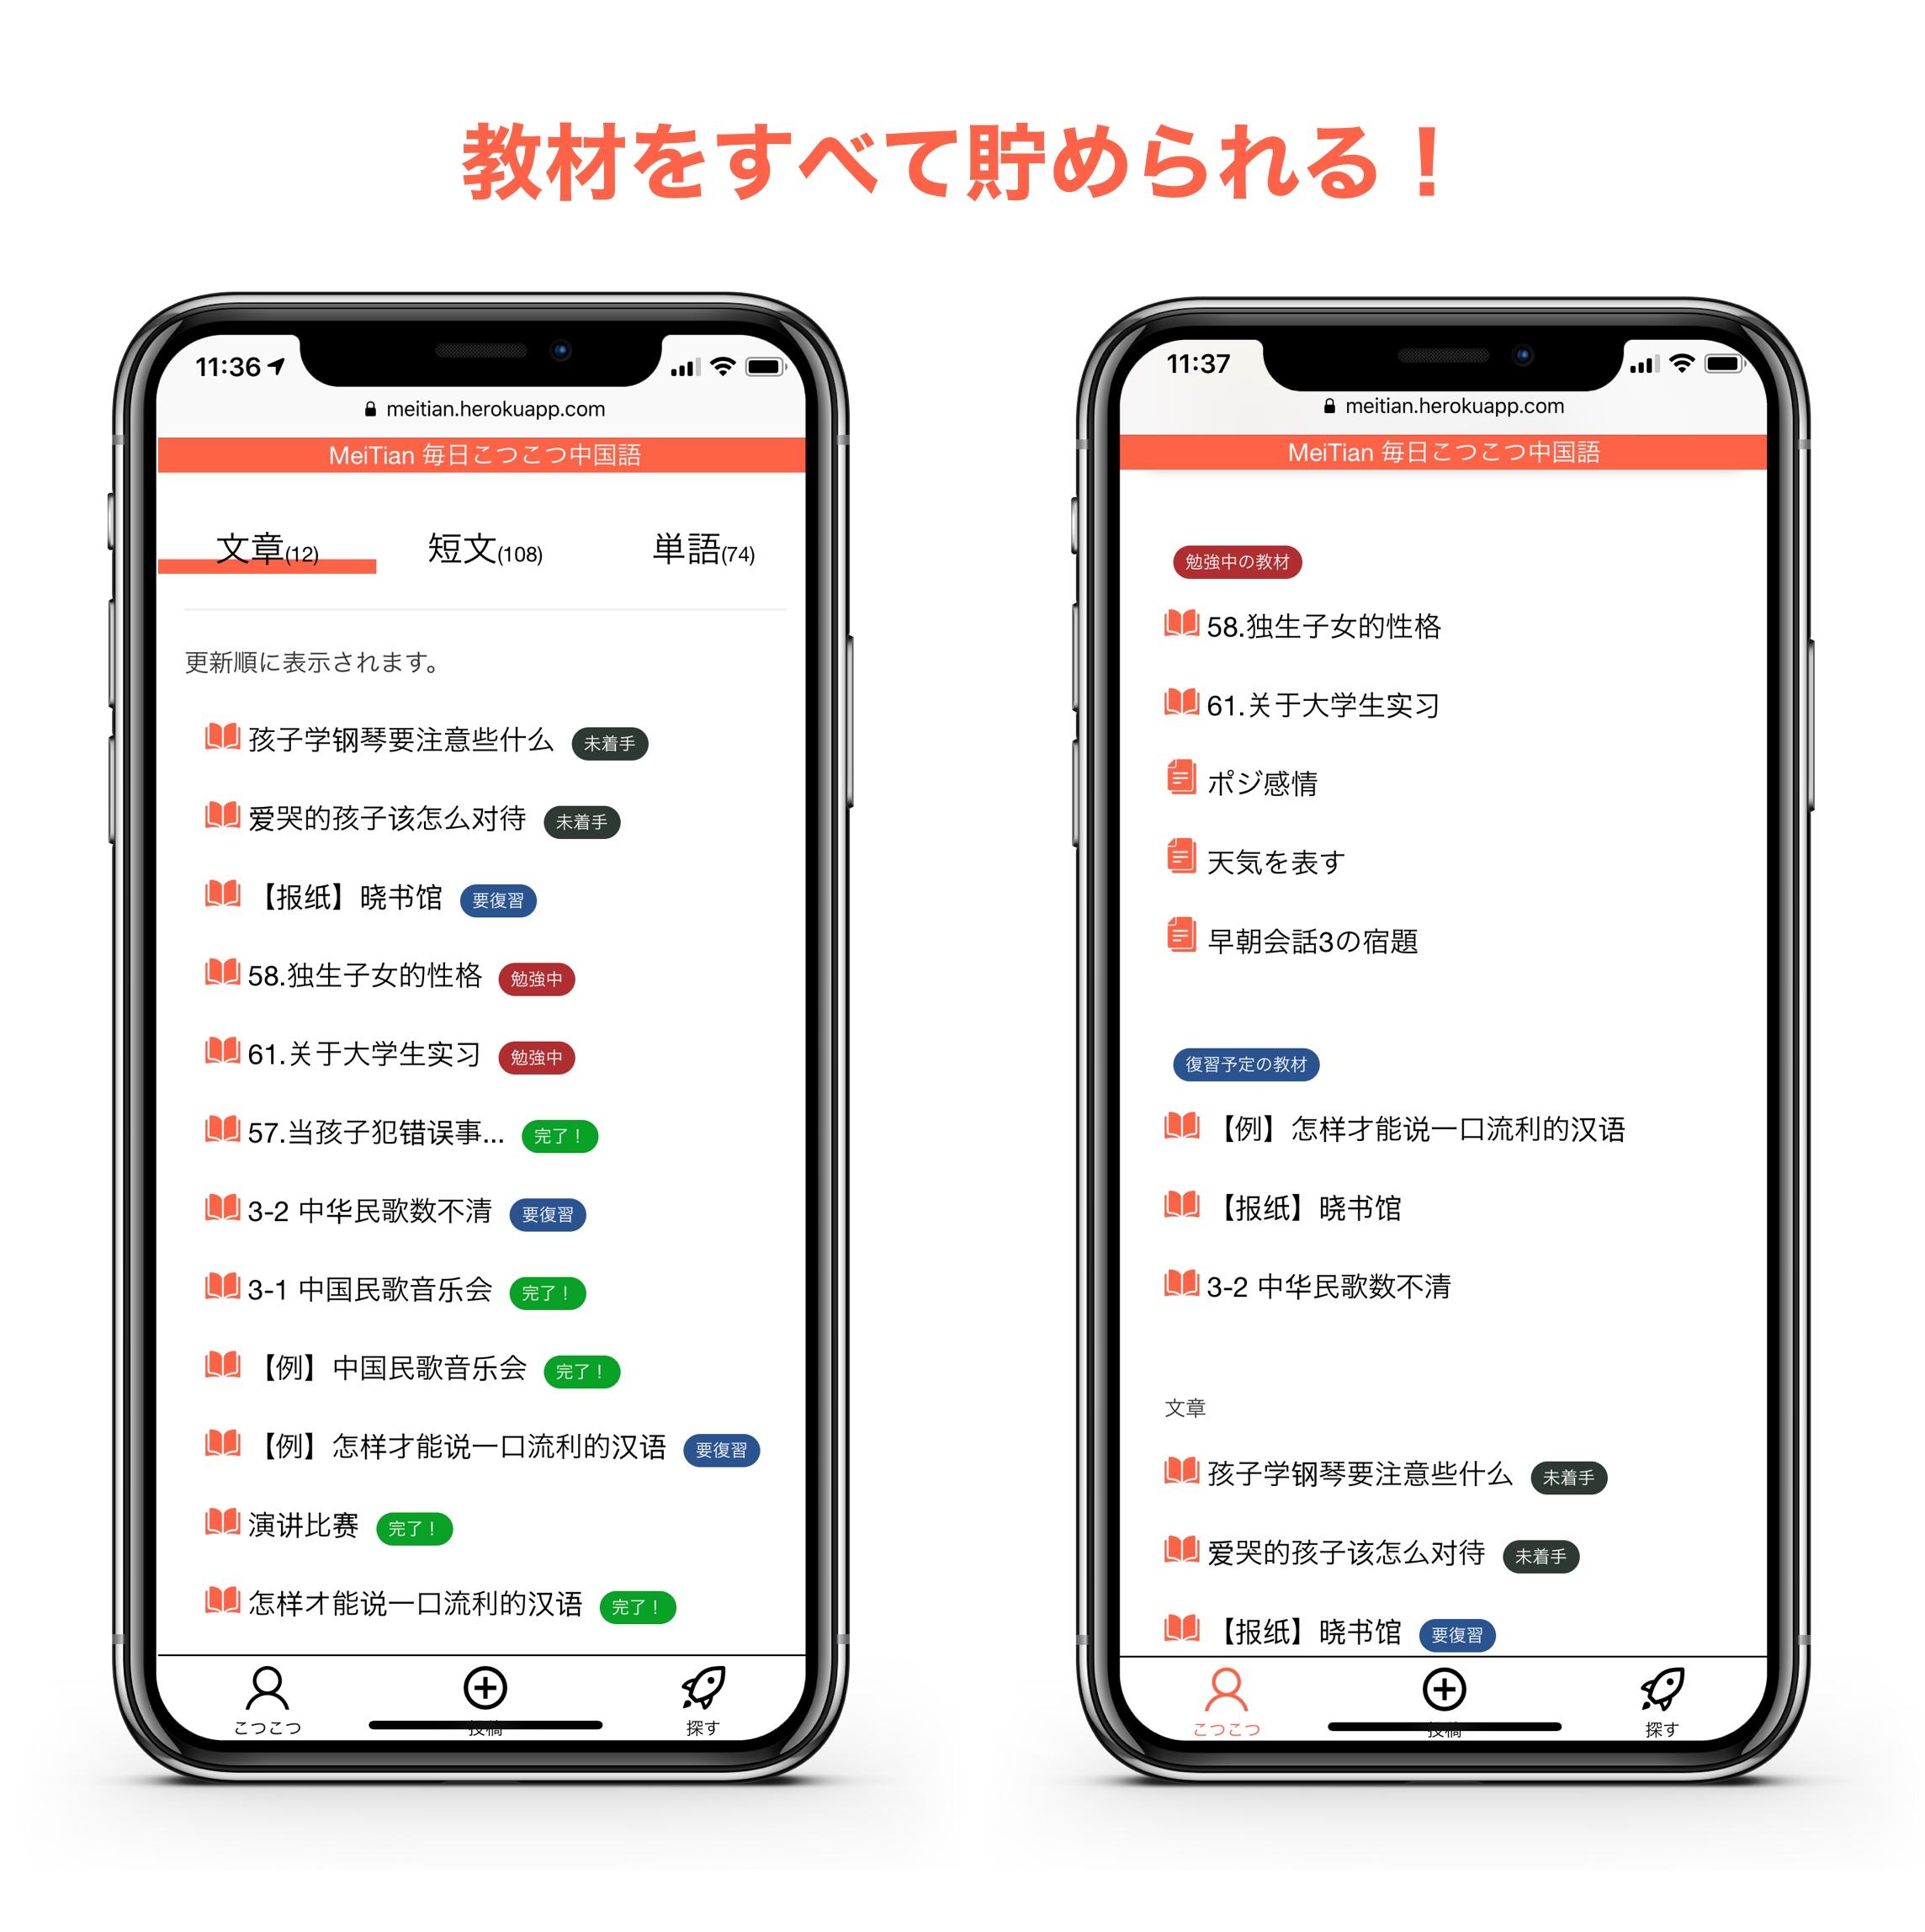 教材をすべて貯められる！
11:36
meitian.herokuapp.com
MeiTian 毎日こつこつ中国語
文章(12) 短文(108) 単語(74)
更新順に表示されます。
孩子学钢琴要注意些什么 未着手
爱哭的孩子该怎么对待 未着手
【报纸】晓书馆 要復習
58.独生子女的性格 勉強中
61.关于大学生实习 勉強中
57.当孩子犯错误事... 完了！
3-2 中华民歌数不清 要復習
3-1 中国民歌音乐会 完了！
【例】中国民歌音乐会 完了！
【例】怎样才能说一口流利的汉语 要復習
演讲比赛 完了！
怎样才能说一口流利的汉语 完了！
こつこつ 投稿 探す
11:37
meitian.herokuapp.com
MeiTian 毎日こつこつ中国語
勉強中の教材
58.独生子女的性格
61.关于大学生实习
ポジ感情
天気を表す
早朝会話3の宿題
復習予定の教材
【例】怎样才能说一口流利的汉语
【报纸】晓书馆
3-2 中华民歌数不清
文章
孩子学钢琴要注意些什么 未着手
爱哭的孩子该怎么对待 未着手
【报纸】晓书馆 要復習
こつこつ 投稿 探す